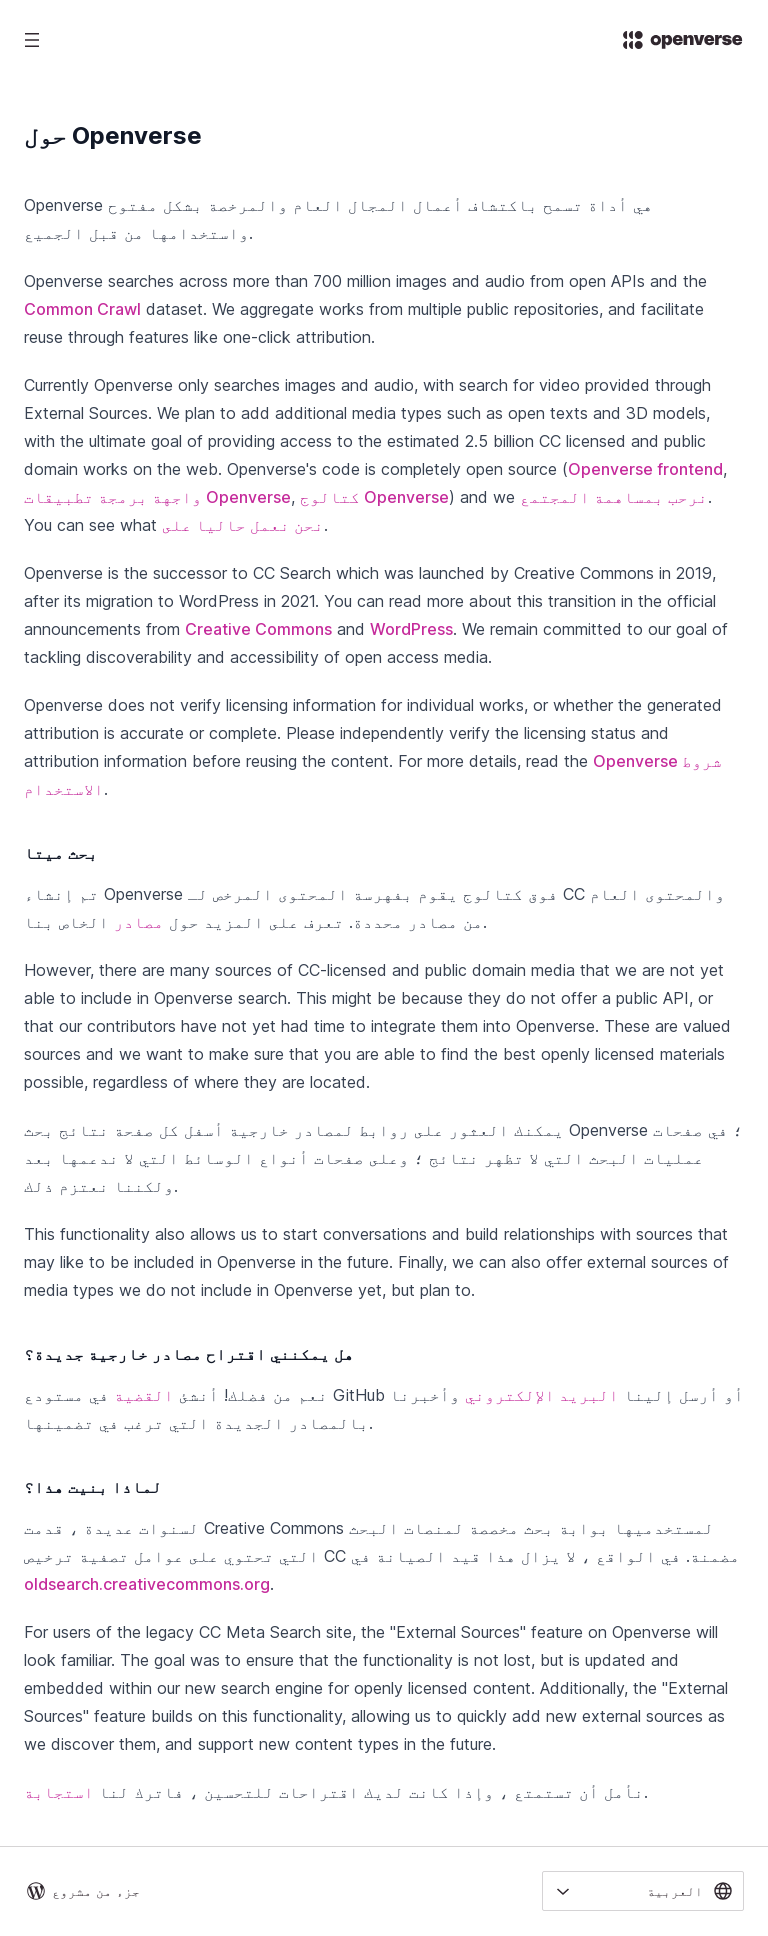 openverse
حول Openverse
Openverse هي أداة تسمح باكتشاف أعمال المجال العام والمرخصة بشكل مفتوح
واستخدامها من قبل الجميع.
Openverse searches across more than 700 million images and audio from open APIs and the
Common Crawl dataset. We aggregate works from multiple public repositories, and facilitate
reuse through features like one-click attribution.
Currently Openverse only searches images and audio, with search for video provided through
External Sources. We plan to add additional media types such as open texts and 3D models,
with the ultimate goal of providing access to the estimated 2.5 billion CC licensed and public
domain works on the web. Openverse's code is completely open source (Openverse frontend,
واجهة برمجة تطبيقات Openverse, كتالوج Openverse) and we نرحب بمساهمة المجتمع.
You can see what نحن نعمل حاليا على.
Openverse is the successor to CC Search which was launched by Creative Commons in 2019,
after its migration to WordPress in 2021. You can read more about this transition in the official
announcements from Creative Commons and WordPress. We remain committed to our goal of
tackling discoverability and accessibility of open access media.
Openverse does not verify licensing information for individual works, or whether the generated
attribution is accurate or complete. Please independently verify the licensing status and
attribution information before reusing the content. For more details, read the Openverse شروط
الاستخدام.
بحث ميتا
تم إنشاء Openverse فوق كتالوج يقوم بفهرسة المحتوى المرخص لـ CC والمحتوى العام
من مصادر محددة. تعرف على المزيد حول مصادر الخاص بنا.
However, there are many sources of CC-licensed and public domain media that we are not yet
able to include in Openverse search. This might be because they do not offer a public API, or
that our contributors have not yet had time to integrate them into Openverse. These are valued
sources and we want to make sure that you are able to find the best openly licensed materials
possible, regardless of where they are located.
يمكنك العثور على روابط لمصادر خارجية أسفل كل صفحة نتائج بحث Openverse ؛ في صفحات
عمليات البحث التي لا تظهر نتائج ؛ وعلى صفحات أنواع الوسائط التي لا ندعمها بعد
ولكننا نعتزم ذلك.
This functionality also allows us to start conversations and build relationships with sources that
may like to be included in Openverse in the future. Finally, we can also offer external sources of
media types we do not include in Openverse yet, but plan to.
هل يمكنني اقتراح مصادر خارجية جديدة؟
نعم من فضلك! أنشئ القضية في مستودع GitHub أو أرسل إلينا البريد الإلكتروني وأخبرنا
بالمصادر الجديدة التي ترغب في تضمينها.
لماذا بنيت هذا؟
لسنوات عديدة ، قدمت Creative Commons لمستخدميها بوابة بحث مخصصة لمنصات البحث
التي تحتوي على عوامل تصفية ترخيص CC مضمنة. في الواقع ، لا يزال هذا قيد الصيانة في
oldsearch.creativecommons.org.
For users of the legacy CC Meta Search site, the "External Sources" feature on Openverse will
look familiar. The goal was to ensure that the functionality is not lost, but is updated and
embedded within our new search engine for openly licensed content. Additionally, the "External
Sources" feature builds on this functionality, allowing us to quickly add new external sources as
we discover them, and support new content types in the future.
نأمل أن تستمتع ، وإذا كانت لديك اقتراحات للتحسين ، فاترك لنا استجابة.
جزء من مشروع
العربية